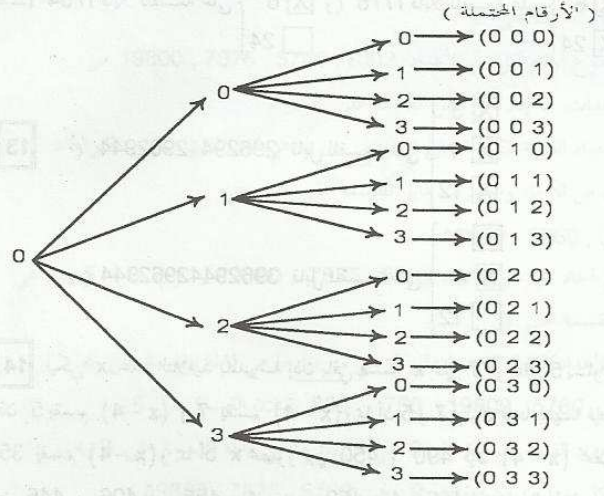 ( الأرقام المحتملة )
0 (0 0 0)
1 (0 0 1)
0
2 (0 0 2)
3 (0 0 3)
0 (0 1 0)
1 (0 1 1)
1
2 (0 1 2)
3 (0 1 3)
0
0 (0 2 0)
1 (0 2 1)
2
2 (0 2 2)
3 (0 2 3)
0 (0 3 0)
1 (0 3 1)
3
2 (0 3 2)
3 (0 3 3)